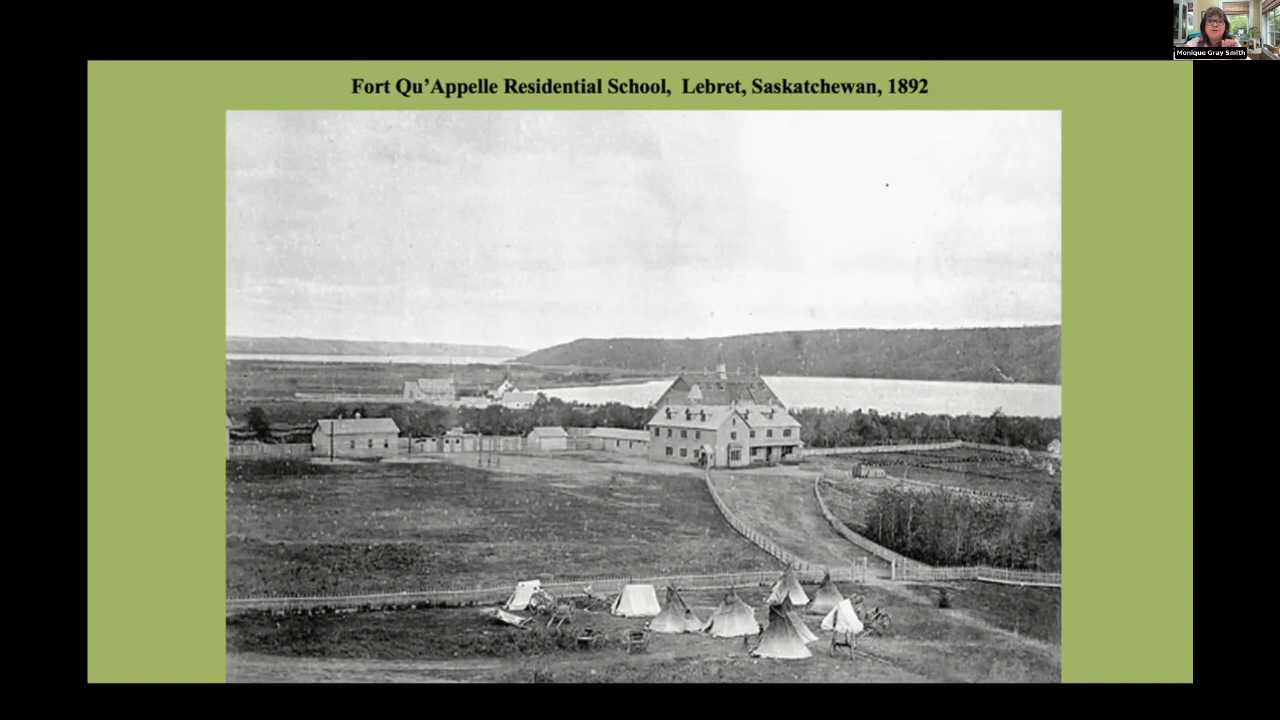 Monique Gray Smith
Fort Qu’Appelle Residential School,  Lebret, Saskatchewan, 1892